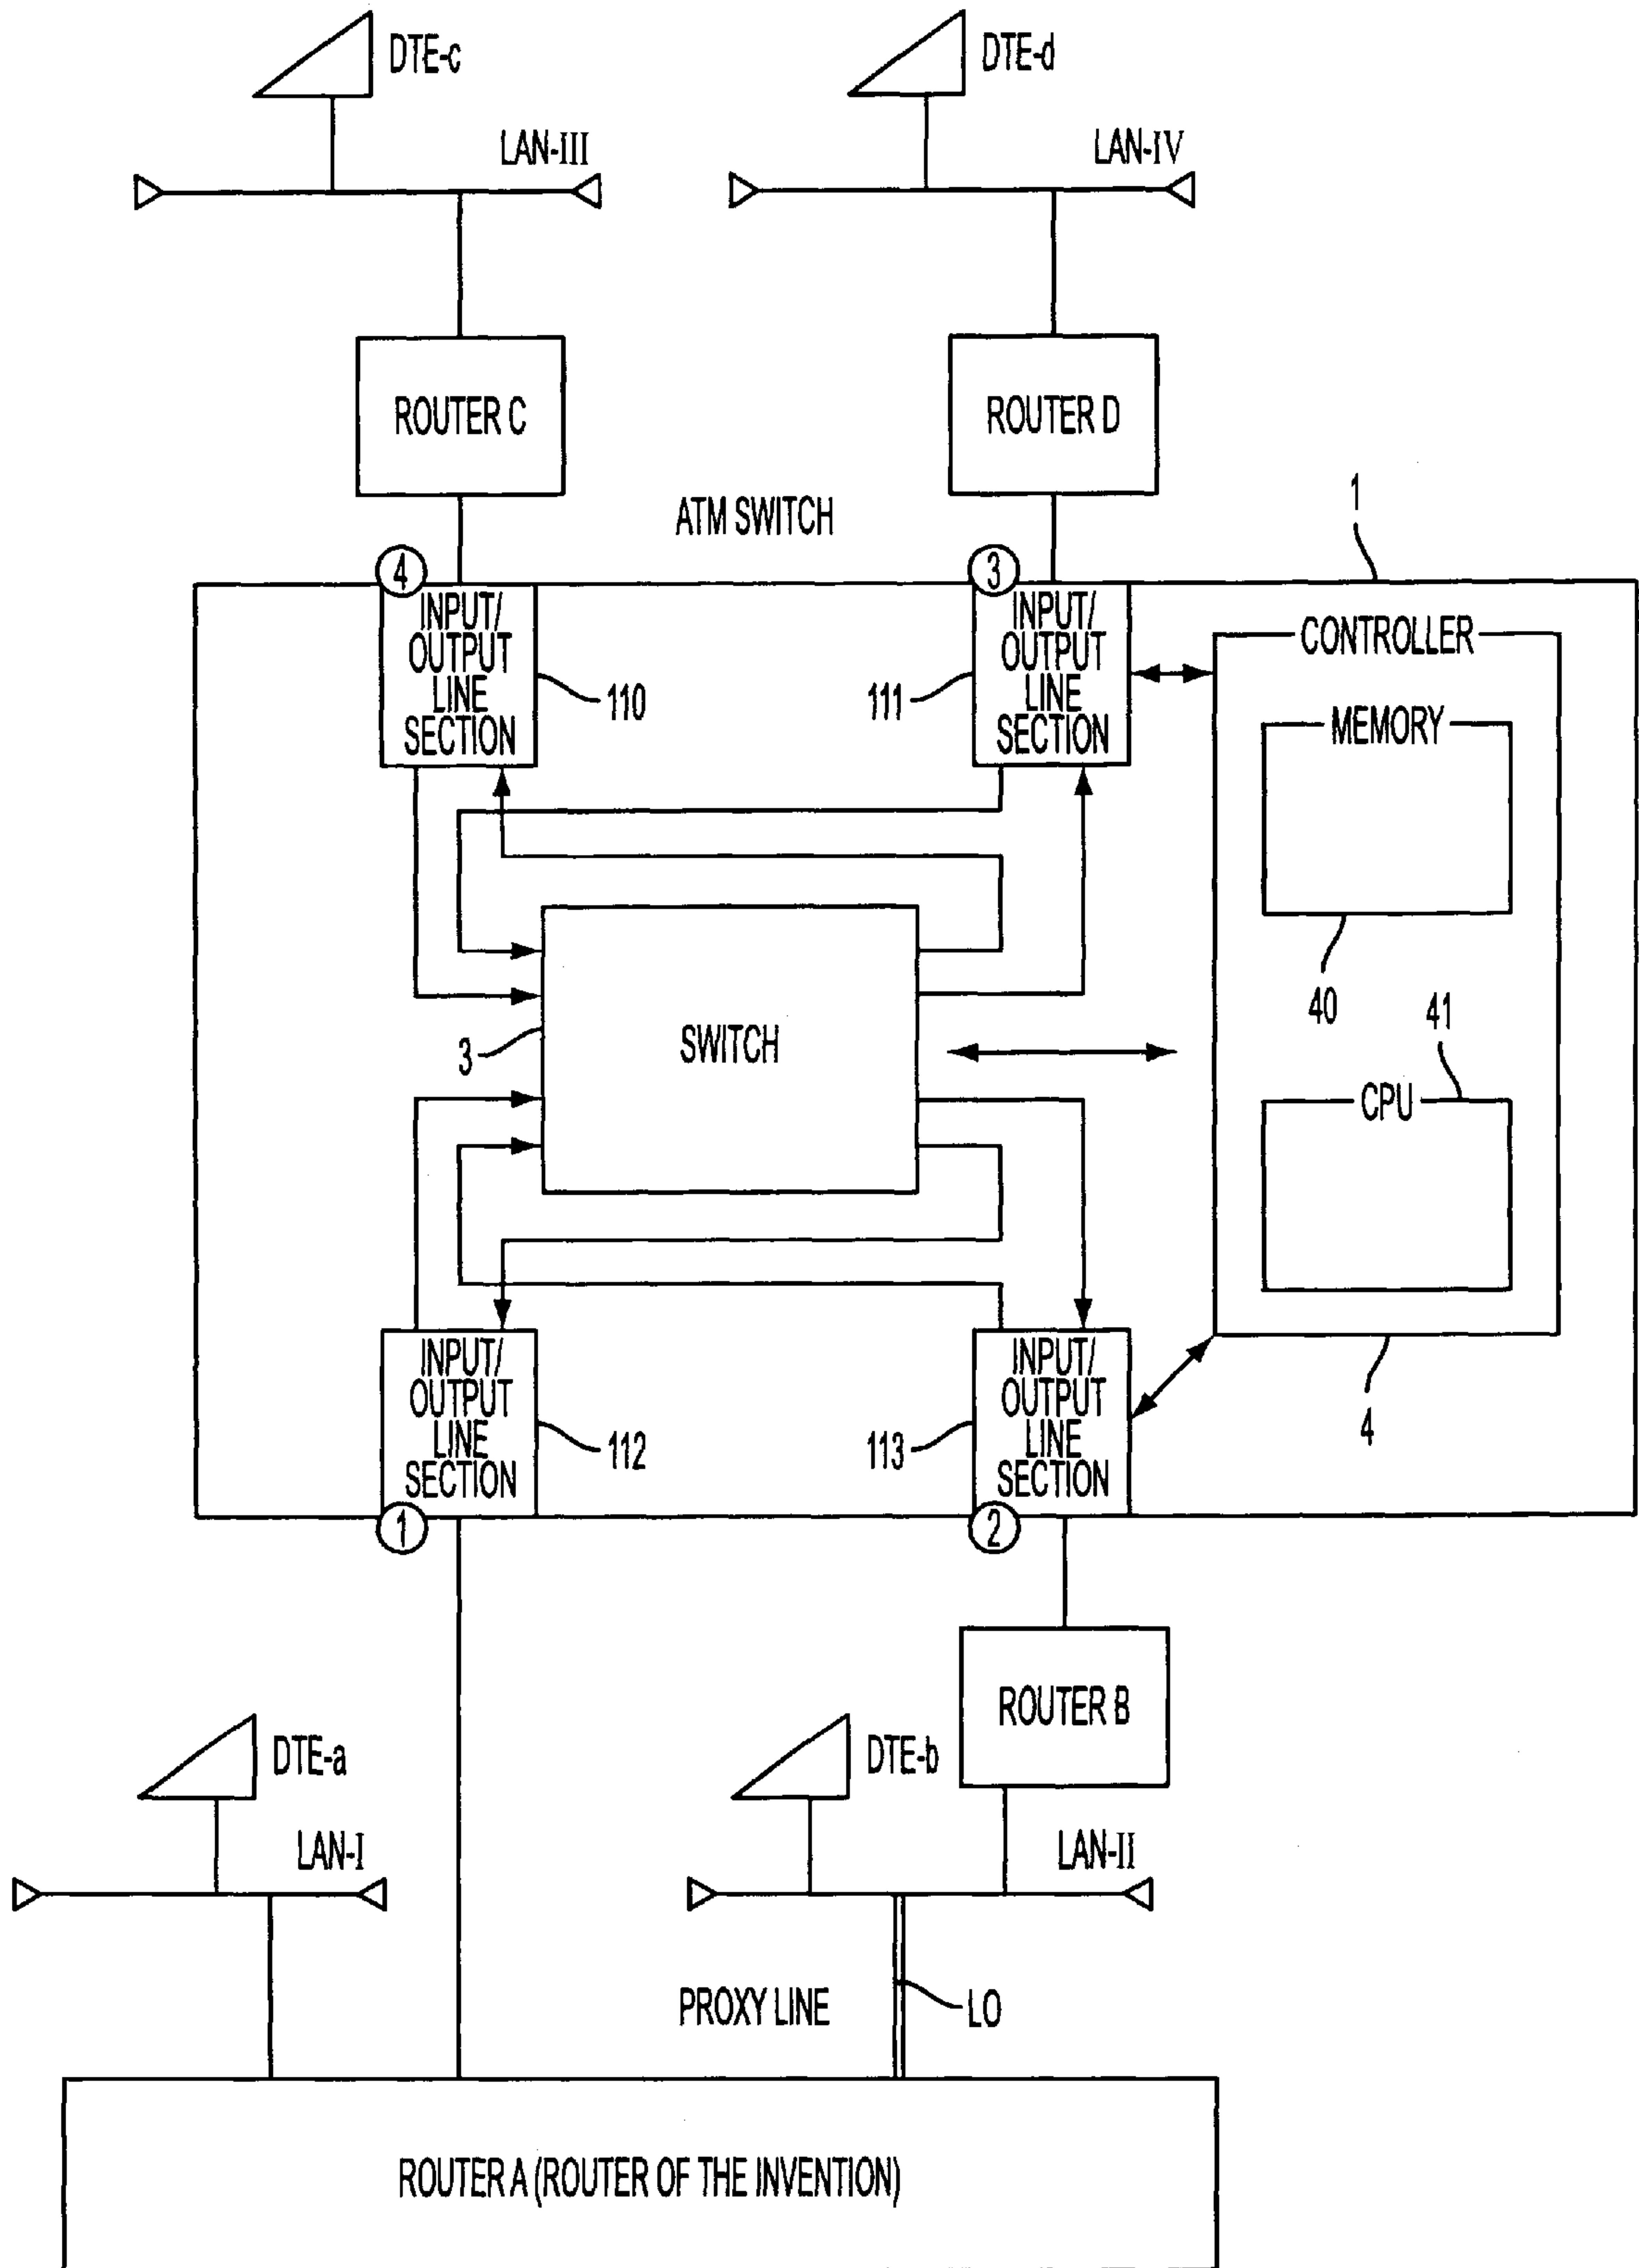 DTE-c
DTE-d
LAN-III
LAN-IV
ROUTER C
ROUTER D
ATM SWITCH
1
4
3
INPUT/
OUTPUT
LINE
SECTION
110
INPUT/
OUTPUT
LINE
SECTION
111
CONTROLLER
MEMORY
40
41
3
SWITCH
CPU
INPUT/
OUTPUT
LINE
SECTION
112
INPUT/
OUTPUT
LINE
SECTION
113
4
1
2
ROUTER B
DTE-a
DTE-b
LAN-I
LAN-II
PROXY LINE
LO
ROUTER A (ROUTER OF THE INVENTION)